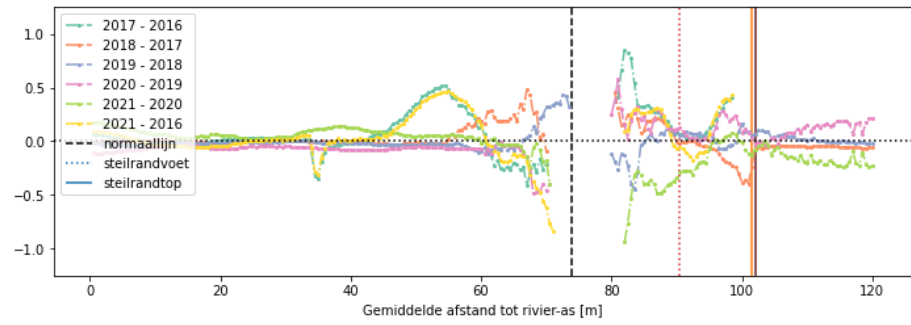 1.0
0.5
0.0
−0.5
−1.0
2017 - 2016
2018 - 2017
2019 - 2018
2020 - 2019
2021 - 2020
2021 - 2016
normaallijn
steilrandvoet
steilrandtop
0 20 40 60 80 100 120
Gemiddelde afstand tot rivier-as [m]